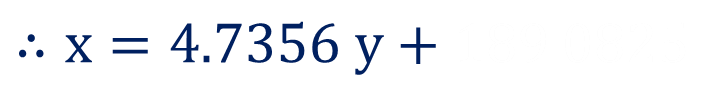 ∴ x = 4.7356 y +